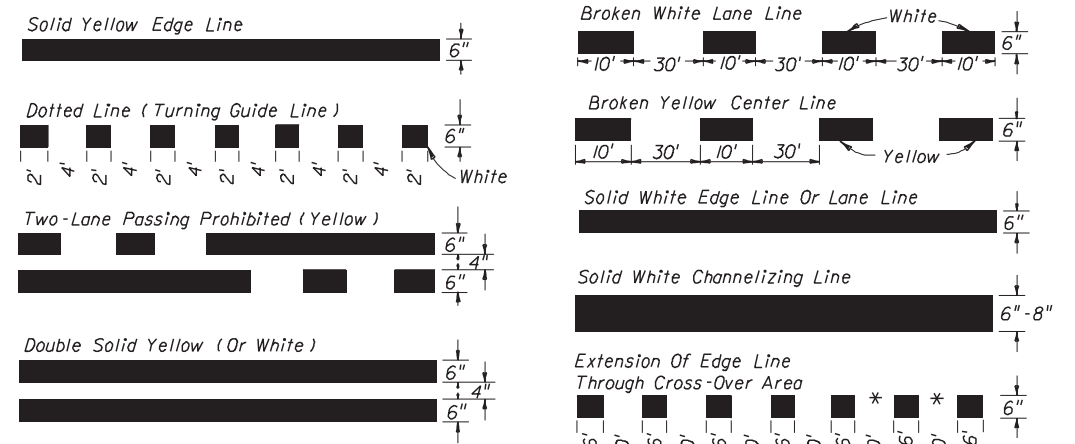 Solid Yellow Edge Line
6"
Dotted Line (Turning Guide Line)
6"
2' 4' 2' 4' 2' 4' 2' 4' 2' 4' 2' 4' 2'
White
Two-Lane Passing Prohibited (Yellow)
6"
4"
6"
Double Solid Yellow (Or White)
6"
4"
6"
Broken White Lane Line
White
6"
10' 30' 10' 30' 10' 30' 10'
Broken Yellow Center Line
6"
10' 30' 10' 30'
Yellow
Solid White Edge Line Or Lane Line
6"
Solid White Channelizing Line
6"-8"
Extension Of Edge Line
Through Cross-Over Area
* *
6"